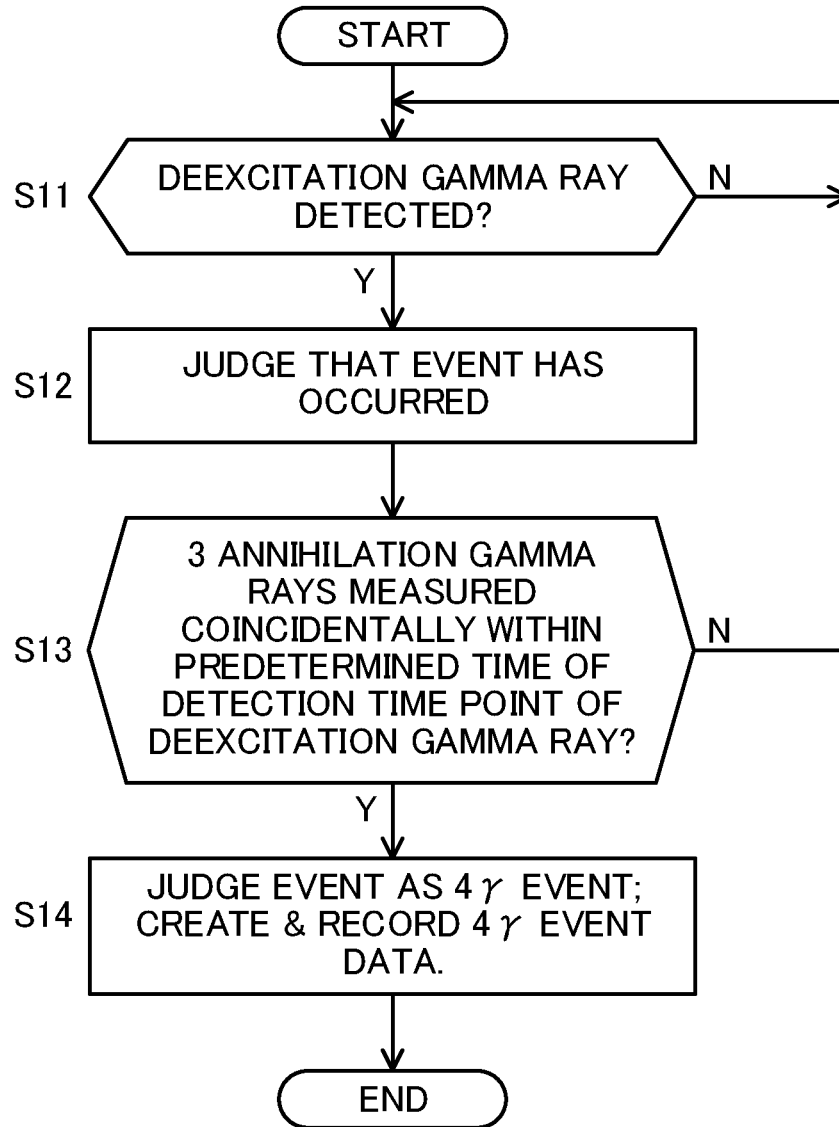 START
S11
DEEXCITATION GAMMA RAY
DETECTED?
N
Y
S12
JUDGE THAT EVENT HAS
OCCURRED
S13
3 ANNIHILATION GAMMA
RAYS MEASURED
COINCIDENTALLY WITHIN
PREDETERMINED TIME OF
DETECTION TIME POINT OF
DEEXCITATION GAMMA RAY?
N
Y
S14
JUDGE EVENT AS 4γ EVENT;
CREATE & RECORD 4γ EVENT
DATA.
END